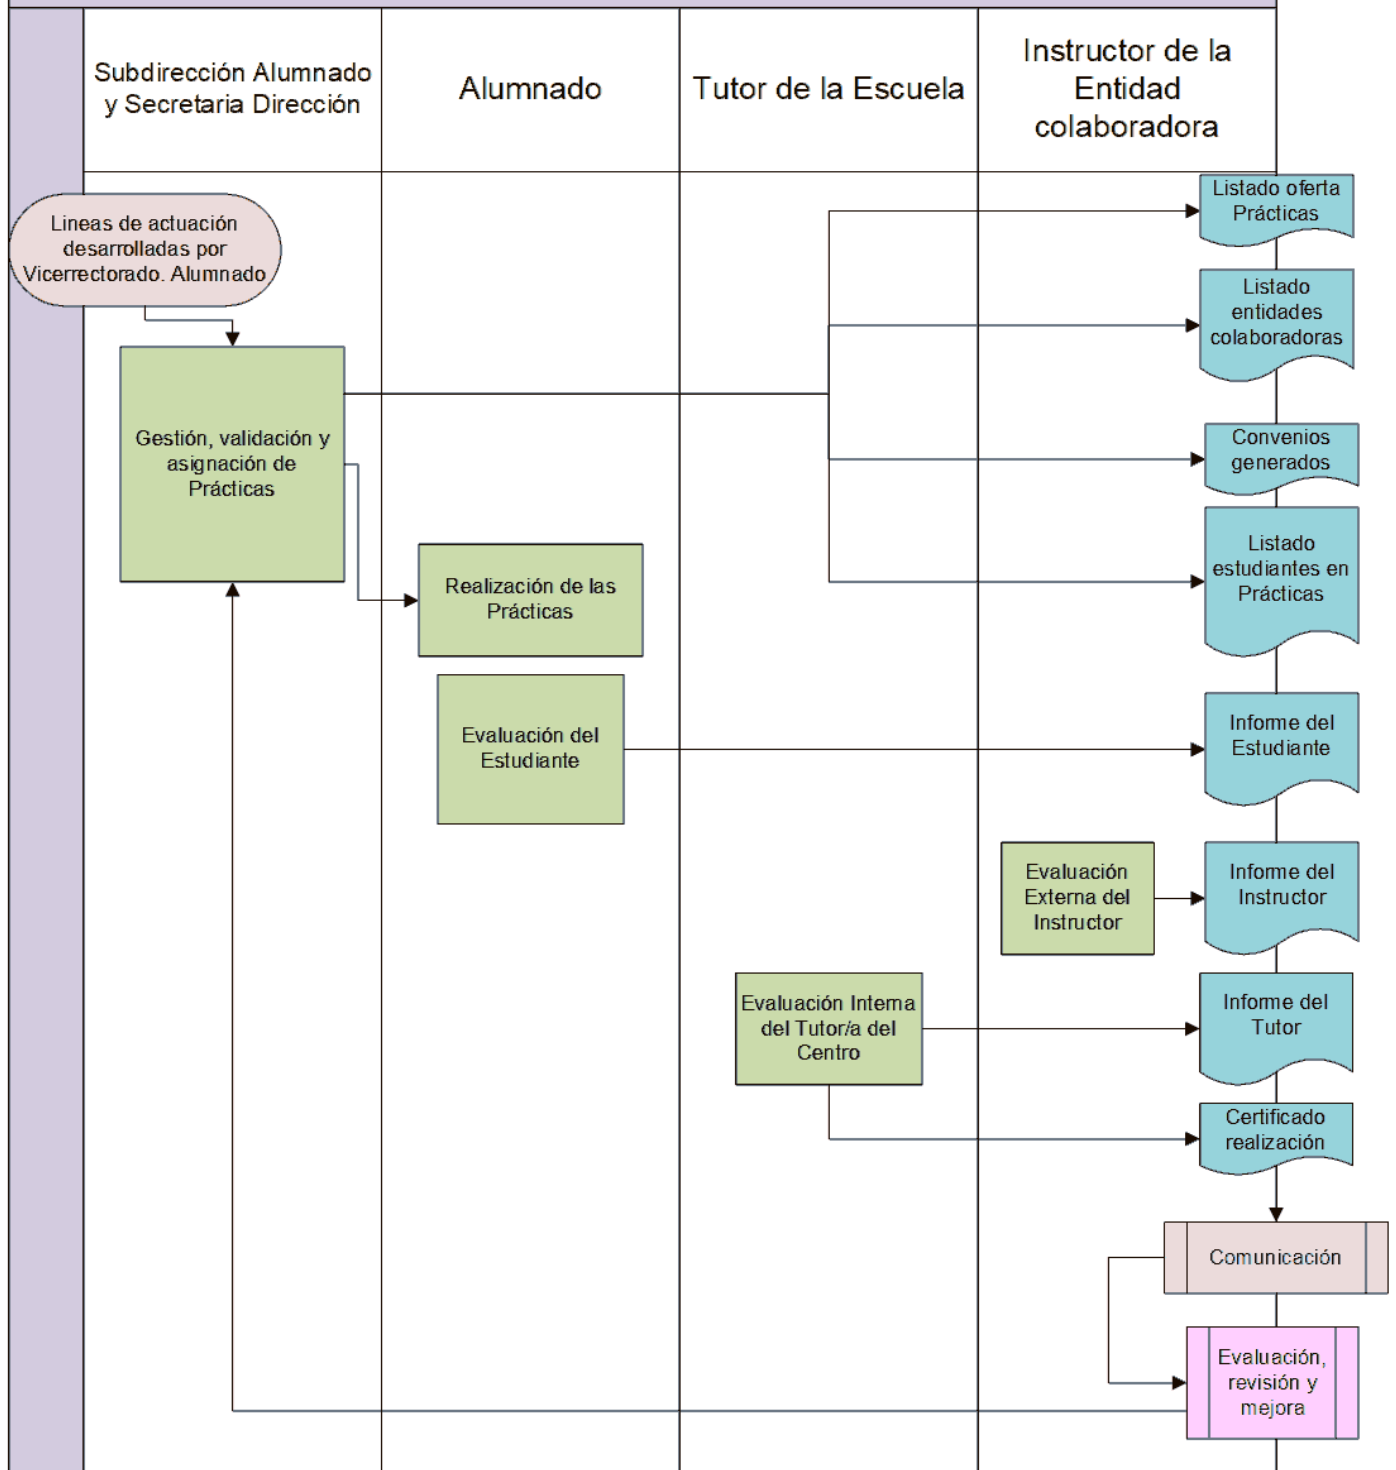 Subdirección Alumnado
y Secretaria Dirección
Alumnado
Tutor de la Escuela
Instructor de la
Entidad
colaboradora
Lineas de actuación
desarrolladas por
Vicerrectorado. Alumnado
Listado oferta
Prácticas
Listado
entidades
colaboradoras
Gestión, validación y
asignación de
Prácticas
Convenios
generados
Listado
estudiantes en
Prácticas
Realización de las
Prácticas
Evaluación del
Estudiante
Informe del
Estudiante
Evaluación
Externa del
Instructor
Informe del
Instructor
Evaluación Interna
del Tutor/a del
Centro
Informe del
Tutor
Certificado
realización
Comunicación
Evaluación,
revisión y
mejora